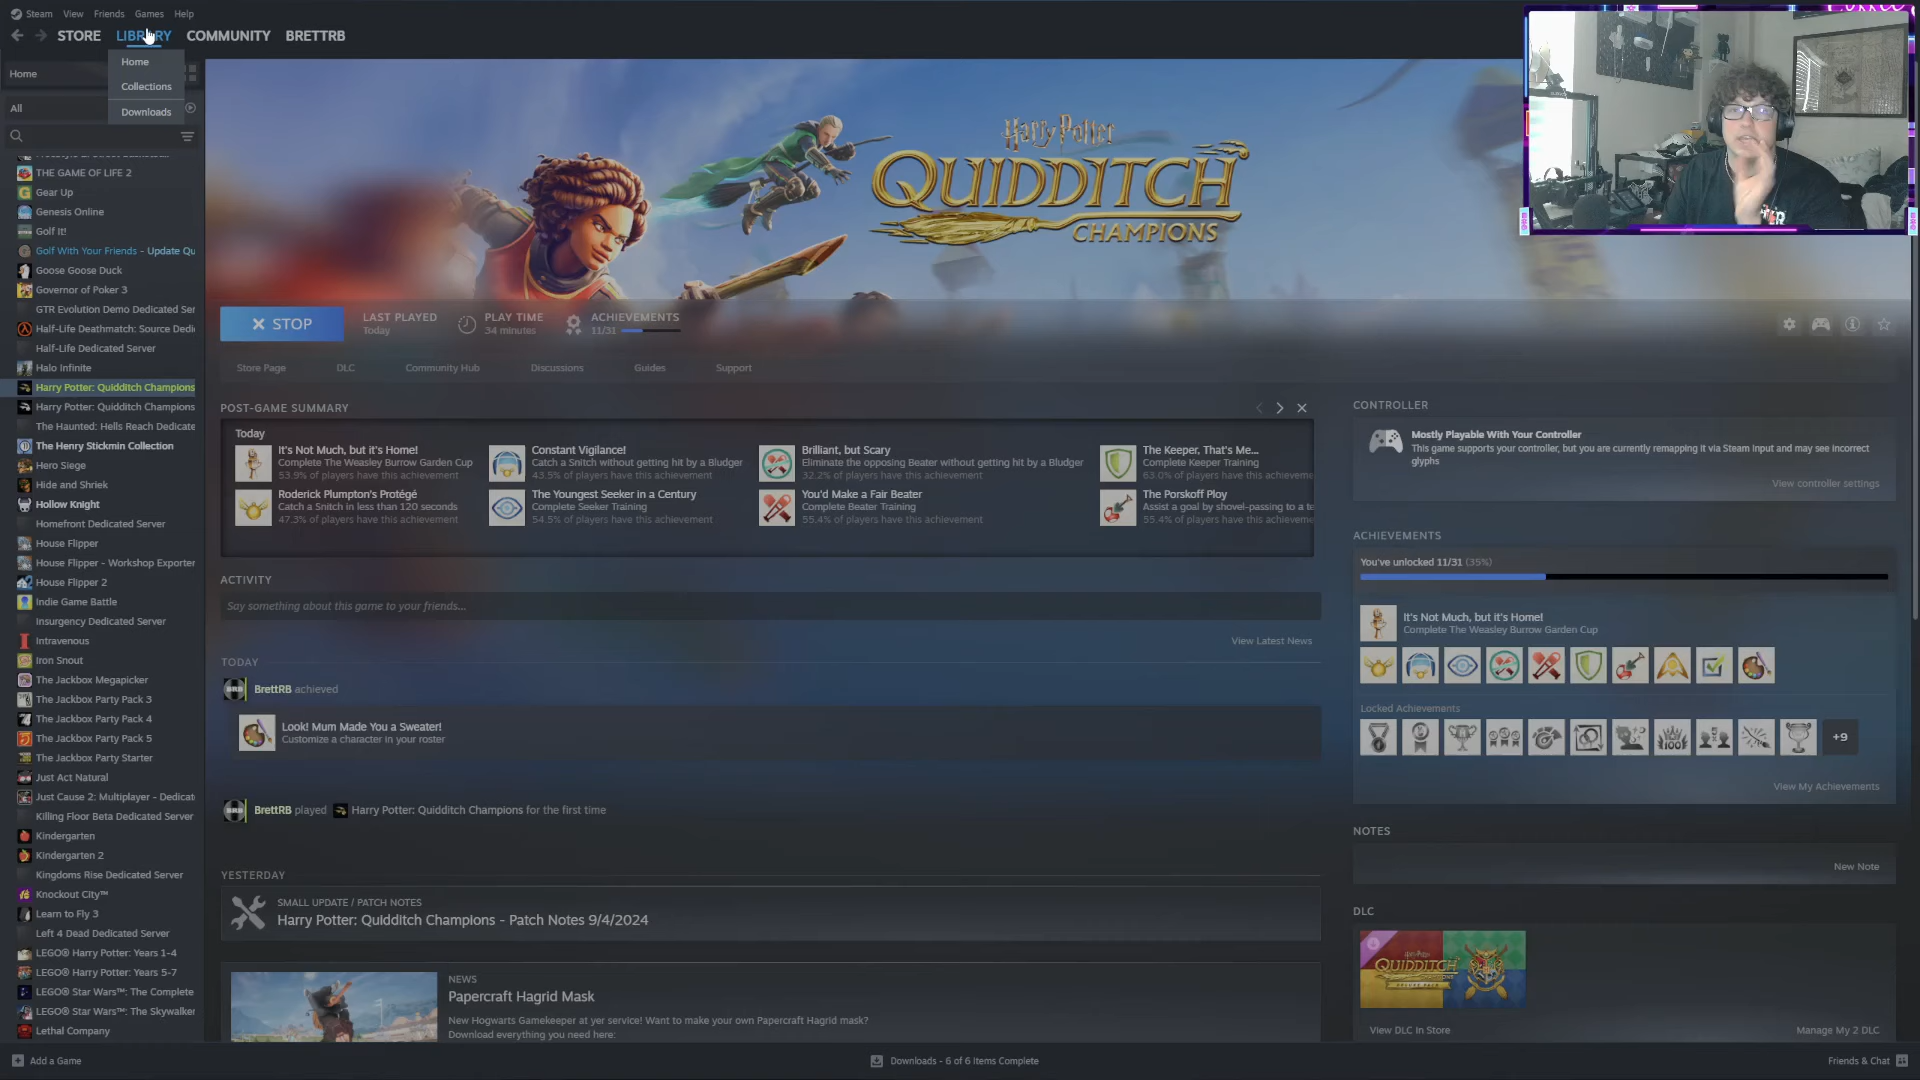 Steam View Friends Games Help
STORE LIBRARY COMMUNITY BRETTRB
Home
Collections
Downloads
Home
All
THE GAME OF LIFE 2
Gear Up
Genesis Online
Golf It!
Golf With Your Friends - Update Qu
Goose Goose Duck
Governor of Poker 3
GTR Evolution Demo Dedicated Ser
Half-Life Deathmatch: Source Dedi
Half-Life Dedicated Server
Halo Infinite
Harry Potter: Quidditch Champions
Harry Potter: Quidditch Champions
The Haunted: Hells Reach Dedicate
The Henry Stickmin Collection
Hero Siege
Hide and Shriek
Hollow Knight
Homefront Dedicated Server
House Flipper
House Flipper - Workshop Exporter
House Flipper 2
Indie Game Battle
Insurgency Dedicated Server
Intravenous
Iron Snout
The Jackbox Megapicker
The Jackbox Party Pack 3
The Jackbox Party Pack 4
The Jackbox Party Pack 5
The Jackbox Party Starter
Just Act Natural
Just Cause 2: Multiplayer - Dedicat
Killing Floor Beta Dedicated Server
Kindergarten
Kindergarten 2
Kingdoms Rise Dedicated Server
Knockout City™
Learn to Fly 3
Left 4 Dead Dedicated Server
LEGO® Harry Potter: Years 1-4
LEGO® Harry Potter: Years 5-7
LEGO® Star Wars™: The Complete
LEGO® Star Wars™: The Skywalker
Lethal Company
Add a Game
Harry Potter
QUIDDITCH
CHAMPIONS
STOP
LAST PLAYED
Today
PLAY TIME
34 minutes
ACHIEVEMENTS
11/31
Store Page DLC Community Hub Discussions Guides Support
POST-GAME SUMMARY
Today
It's Not Much, but it's Home!
Complete The Weasley Burrow Garden Cup
53.9% of players have this achievement
Constant Vigilance!
Catch a Snitch without getting hit by a Bludger
43.5% of players have this achievement
Brilliant, but Scary
Eliminate the opposing Beater without getting hit by a Bludger
32.2% of players have this achievement
The Keeper, That's Me...
Complete Keeper Training
63.0% of players have this achieveme
Roderick Plumpton's Protégé
Catch a Snitch in less than 120 seconds
47.3% of players have this achievement
The Youngest Seeker in a Century
Complete Seeker Training
54.5% of players have this achievement
You'd Make a Fair Beater
Complete Beater Training
55.4% of players have this achievement
The Porskoff Ploy
Assist a goal by shovel-passing to a te
55.4% of players have this achieveme
ACTIVITY
Say something about this game to your friends...
View Latest News
TODAY
BrettRB achieved
Look! Mum Made You a Sweater!
Customize a character in your roster
BrettRB played Harry Potter: Quidditch Champions for the first time
YESTERDAY
SMALL UPDATE / PATCH NOTES
Harry Potter: Quidditch Champions - Patch Notes 9/4/2024
NEWS
Papercraft Hagrid Mask
New Hogwarts Gamekeeper at yer service! Want to make your own Papercraft Hagrid mask?
Download everything you need here:
CONTROLLER
Mostly Playable With Your Controller
This game supports your controller, but you are currently remapping it via Steam Input and may see incorrect
glyphs
View controller settings
ACHIEVEMENTS
You've unlocked 11/31 (35%)
It's Not Much, but it's Home!
Complete The Weasley Burrow Garden Cup
Locked Achievements
+9
View My Achievements
NOTES
New Note
DLC
QUIDDITCH
View DLC In Store
Manage My 2 DLC
Downloads - 6 of 6 Items Complete
Friends & Chat